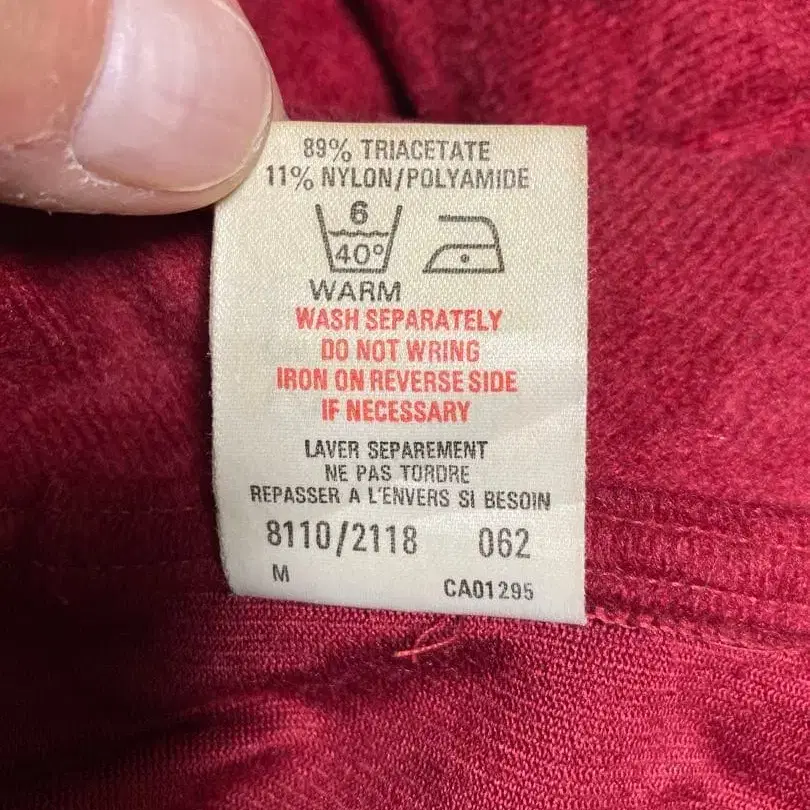 89% TRIACETATE
11% NYLON/POLYAMIDE
6
40°
WARM
WASH SEPARATELY
DO NOT WRING
IRON ON REVERSE SIDE
IF NECESSARY
LAVER SEPAREMENT
NE PAS TORDRE
REPASSER A L'ENVERS SI BESOIN
8110/2118 062
M CA01295